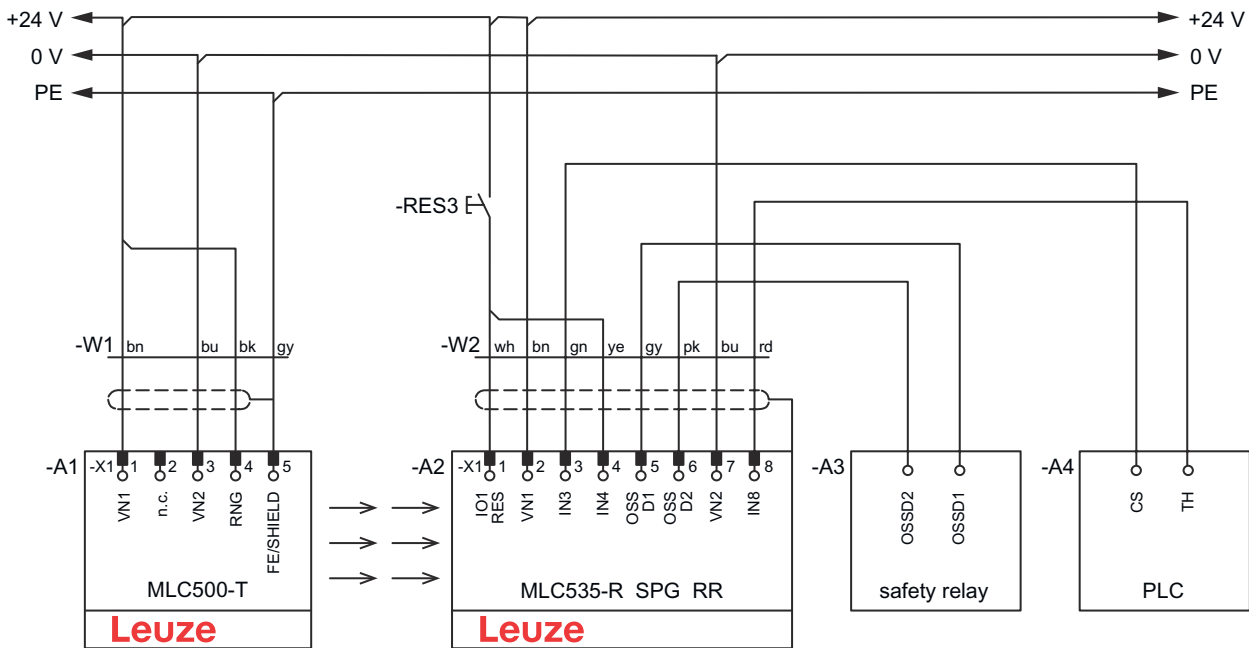 +24 V
+24 V
0 V
0 V
PE
PE
-RES3
-W1
bn
bu
bk
gy
-W2
wh
bn
gn
ye
gy
pk
bu
rd
-A1
-X1
1
2
3
4
5
VN1
n.c.
VN2
RNG
FE/SHIELD
MLC500-T
Leuze
-A2
-X1
1
2
3
4
5
6
7
8
IO1
RES
VN1
IN3
IN4
OSS
D1
OSS
D2
VN2
IN8
MLC535-R SPG RR
Leuze
-A3
OSSD2
OSSD1
safety relay
-A4
CS
TH
PLC